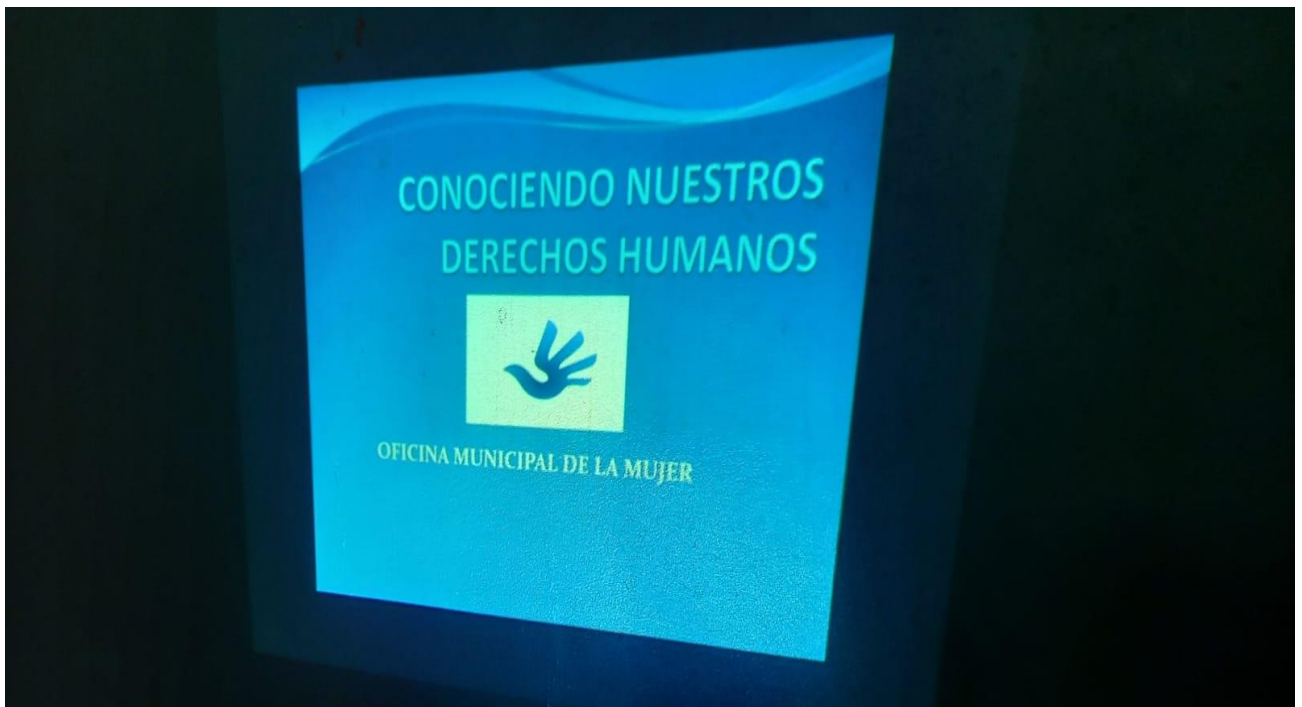 CONOCIENDO NUESTROS
DERECHOS HUMANOS
OFICINA MUNICIPAL DE LA MUJER